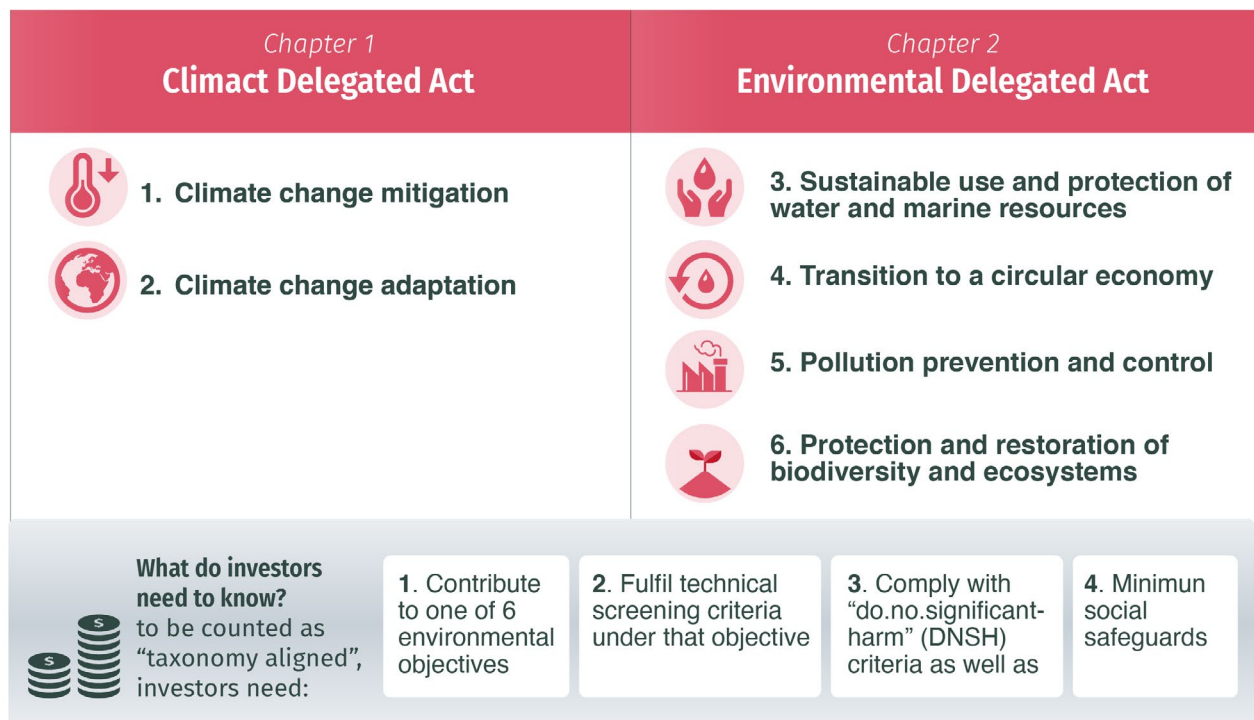 Chapter 1
Climact Delegated Act
1. Climate change mitigation
2. Climate change adaptation
Chapter 2
Environmental Delegated Act
3. Sustainable use and protection of
water and marine resources
4. Transition to a circular economy
5. Pollution prevention and control
6. Protection and restoration of
biodiversity and ecosystems
$
$
What do investors
need to know?
to be counted as
“taxonomy aligned”,
investors need:
1. Contribute
to one of 6
environmental
objectives
2. Fulfil technical
screening criteria
under that objective
3. Comply with
“do.no.significant-
harm” (DNSH)
criteria as well as
4. Minimun
social
safeguards